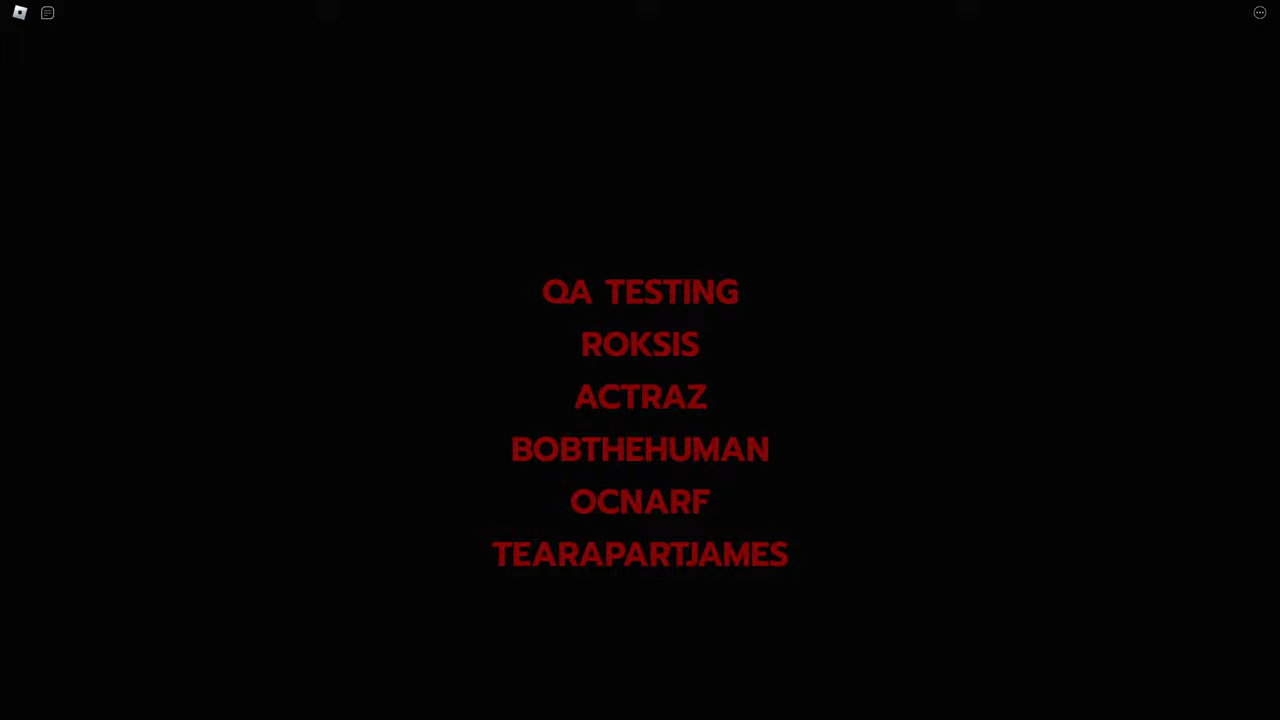 QA TESTING
ROKSIS
ACTRAZ
BOBTHEHUMAN
OCNARF
TEARAPARTJAMES